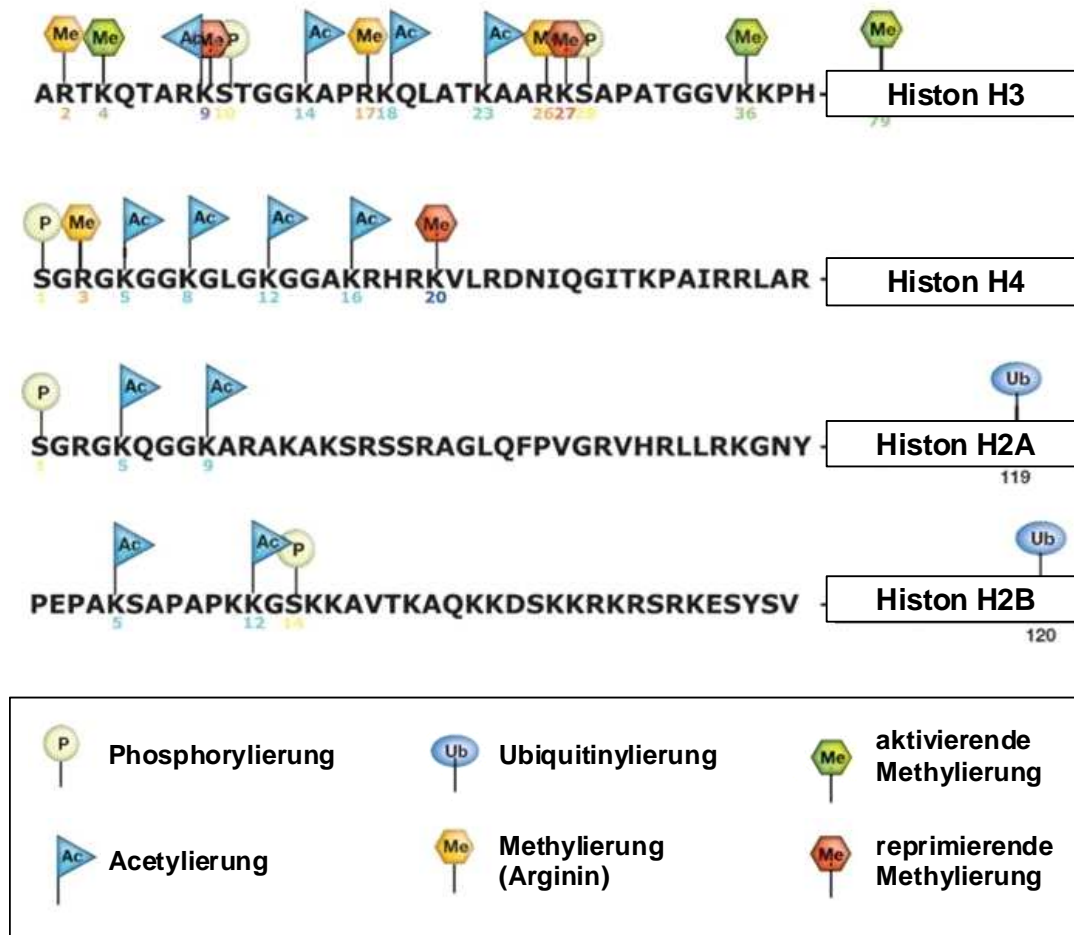 Me Me Ac Me P Ac Me Ac Ac Me Me P Me Me
ARTKQTARKSTGGKAPRKQLATKAARKSAPATGGVKKPH- Histon H3
2 4 9 10 14 17 18 23 26 27 28 36 79
P Me Ac Ac Ac Ac Me
SGRGKGGKGLGKGGAKRHRKVLRDNIQGITKPAIRRLAR - Histon H4
1 3 5 8 12 16 20
P Ac Ac Ub
SGRGKQGGKARAKAKSRSSRAGLQFPVGRVHRLLRKGNY - Histon H2A
1 5 9 119
Ac Ac P Ub
PEPAKSAPAPKKGSKKAVTKAQKKDSKKRKRSRKESYSV - Histon H2B
5 12 14 120
P Phosphorylierung
Ub Ubiquitinylierung
Me aktivierende
Methylierung
Ac Acetylierung
Me Methylierung
(Arginin)
Me reprimierende
Methylierung